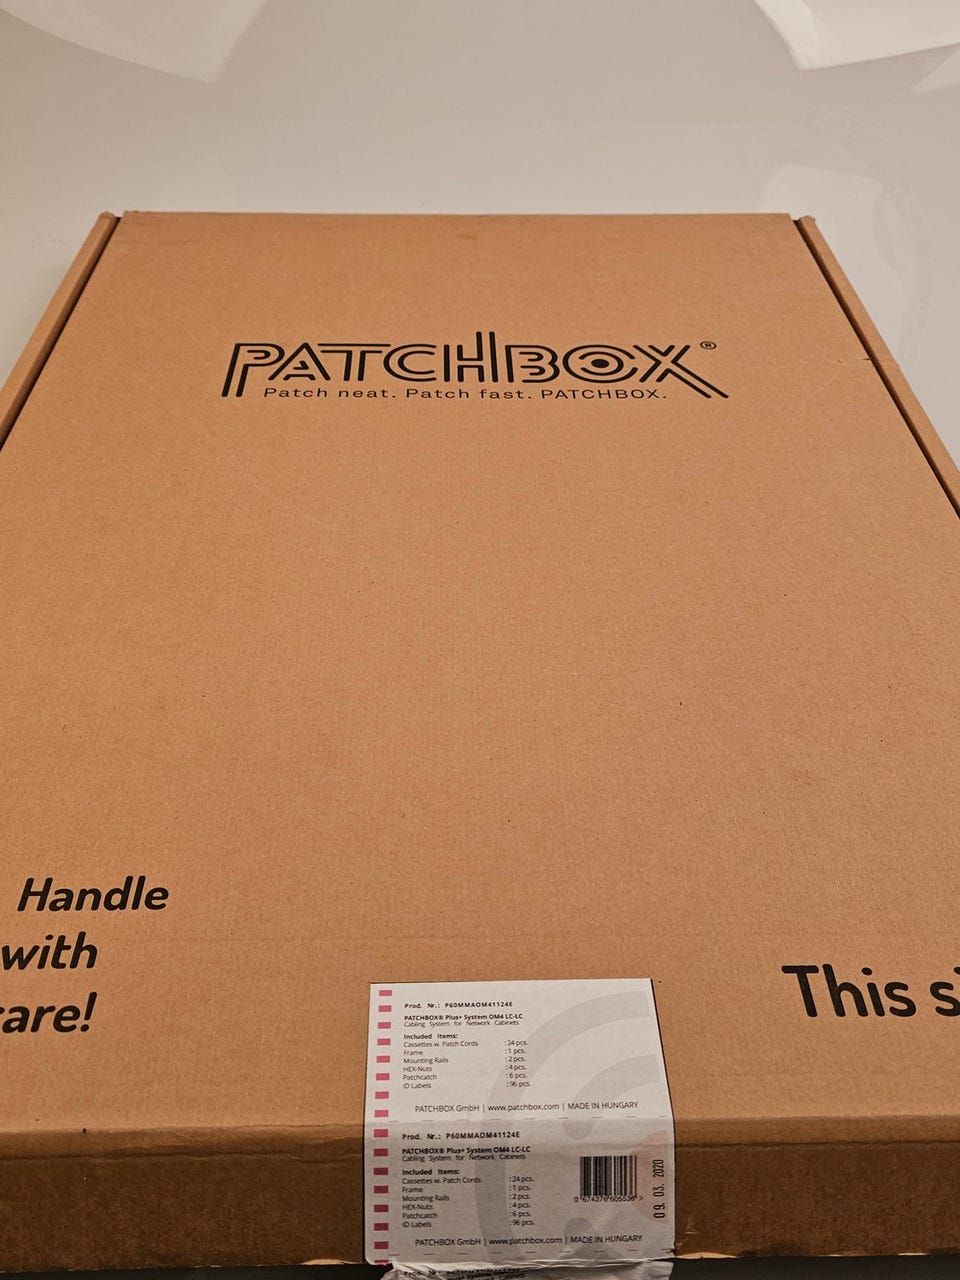 PATCHBOX®
Patch neat. Patch fast. PATCHBOX.
Handle
with
care!
This
Prod. Nr.: P60MMAOM41124E
PATCHBOX® Plus+ System OM4 LC-LC
Cabling System for Network Cabinets
Included Items:
Cassettes w. Patch Cords : 24 pcs.
Frame : 1 pcs.
Mounting Rails : 2 pcs.
HEX-Nuts : 4 pcs.
Patchcatch : 6 pcs.
ID Labels : 96 pcs.
PATCHBOX GmbH | www.patchbox.com | MADE IN HUNGARY
Prod. Nr.: P60MMAOM41124E
PATCHBOX® Plus+ System OM4 LC-LC
Cabling System for Network Cabinets
Included Items:
Cassettes w. Patch Cords : 24 pcs.
Frame : 1 pcs.
Mounting Rails : 2 pcs.
HEX-Nuts : 4 pcs.
Patchcatch : 6 pcs.
ID Labels : 96 pcs.
09. 03. 2020
PATCHBOX GmbH | www.patchbox.com | MADE IN HUNGARY